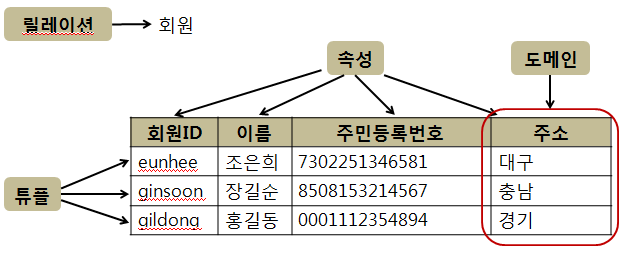 릴레이션 회원
속성 도메인
회원ID 이름 주민등록번호 주소
eunhee 조은희 7302251346581 대구
튜플 ginsoon 장길순 8508153214567 충남
gildong 홍길동 0001112354894 경기